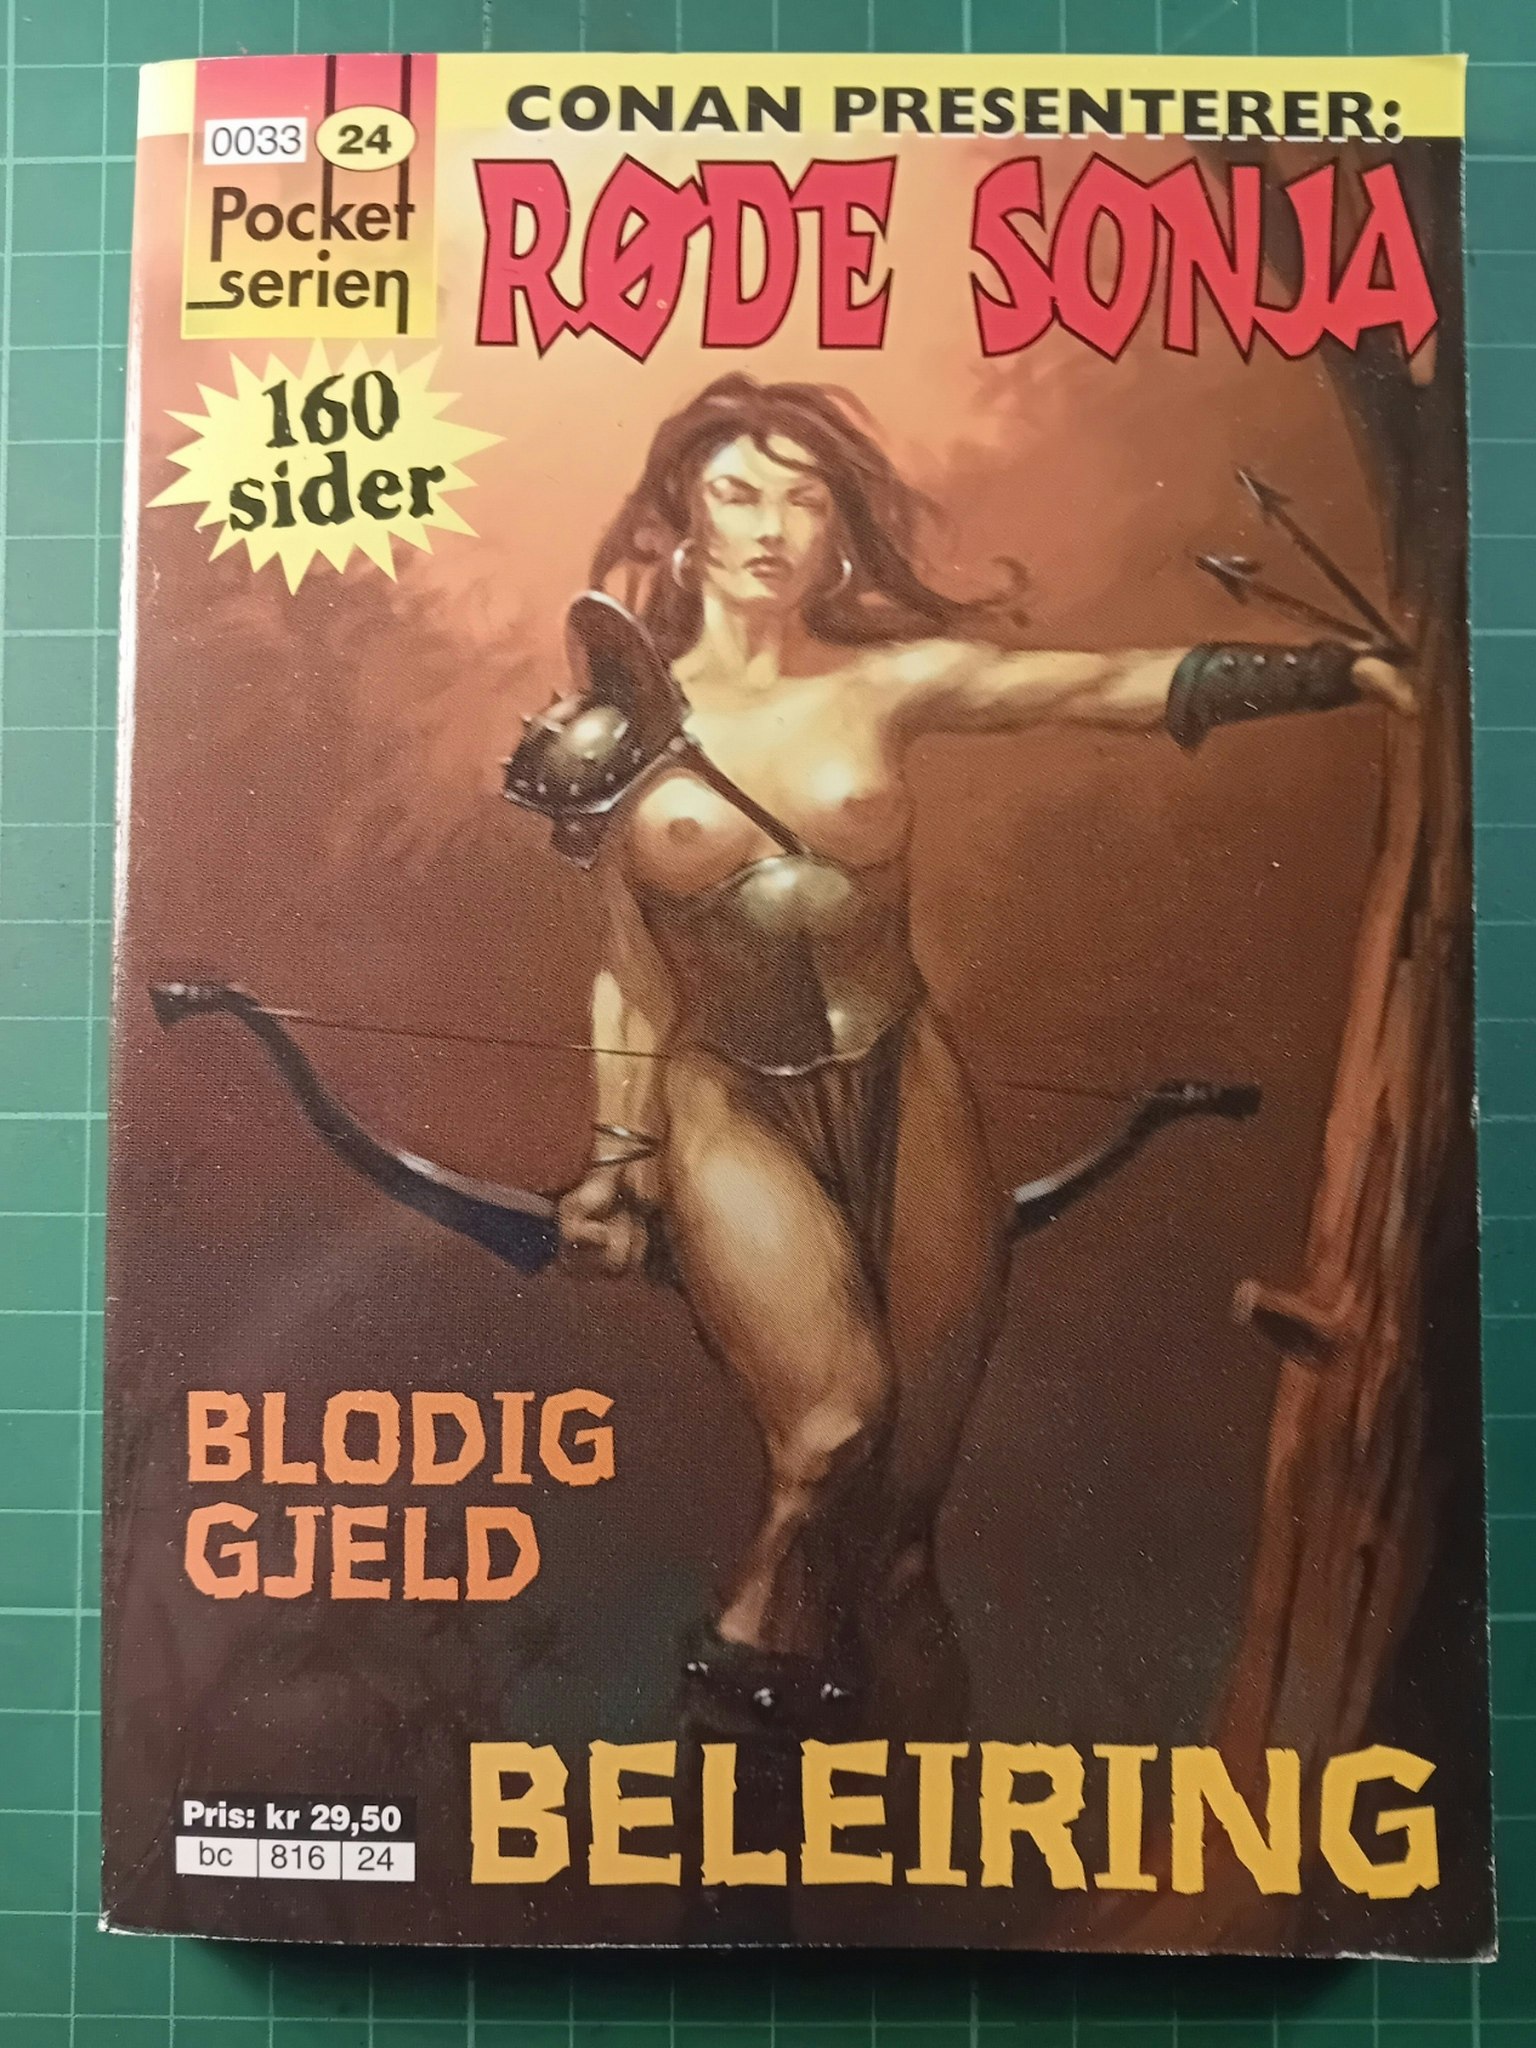 CONAN PRESENTERER:
0033 24
Pocket
serien
RØDE SONJA
160
sider
BLODIG
GJELD
BELEIRING
Pris: kr 29,50
bc 816 24